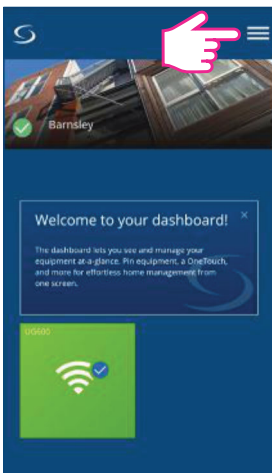 Barnsley
Welcome to your dashboard!
The dashboard lets you see and manage your
equipment at-a-glance. Pin equipment, a OneTouch,
and more for effortless home management from
one screen.
UG600